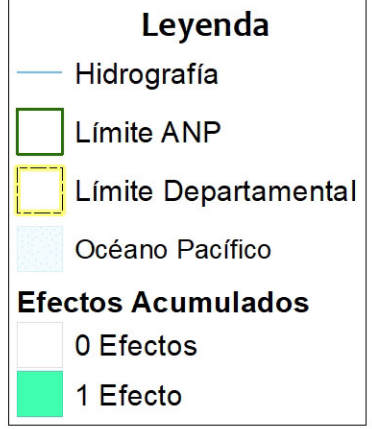 Leyenda
Hidrografía
Límite ANP
Límite Departamental
Océano Pacífico
Efectos Acumulados
0 Efectos
1 Efecto